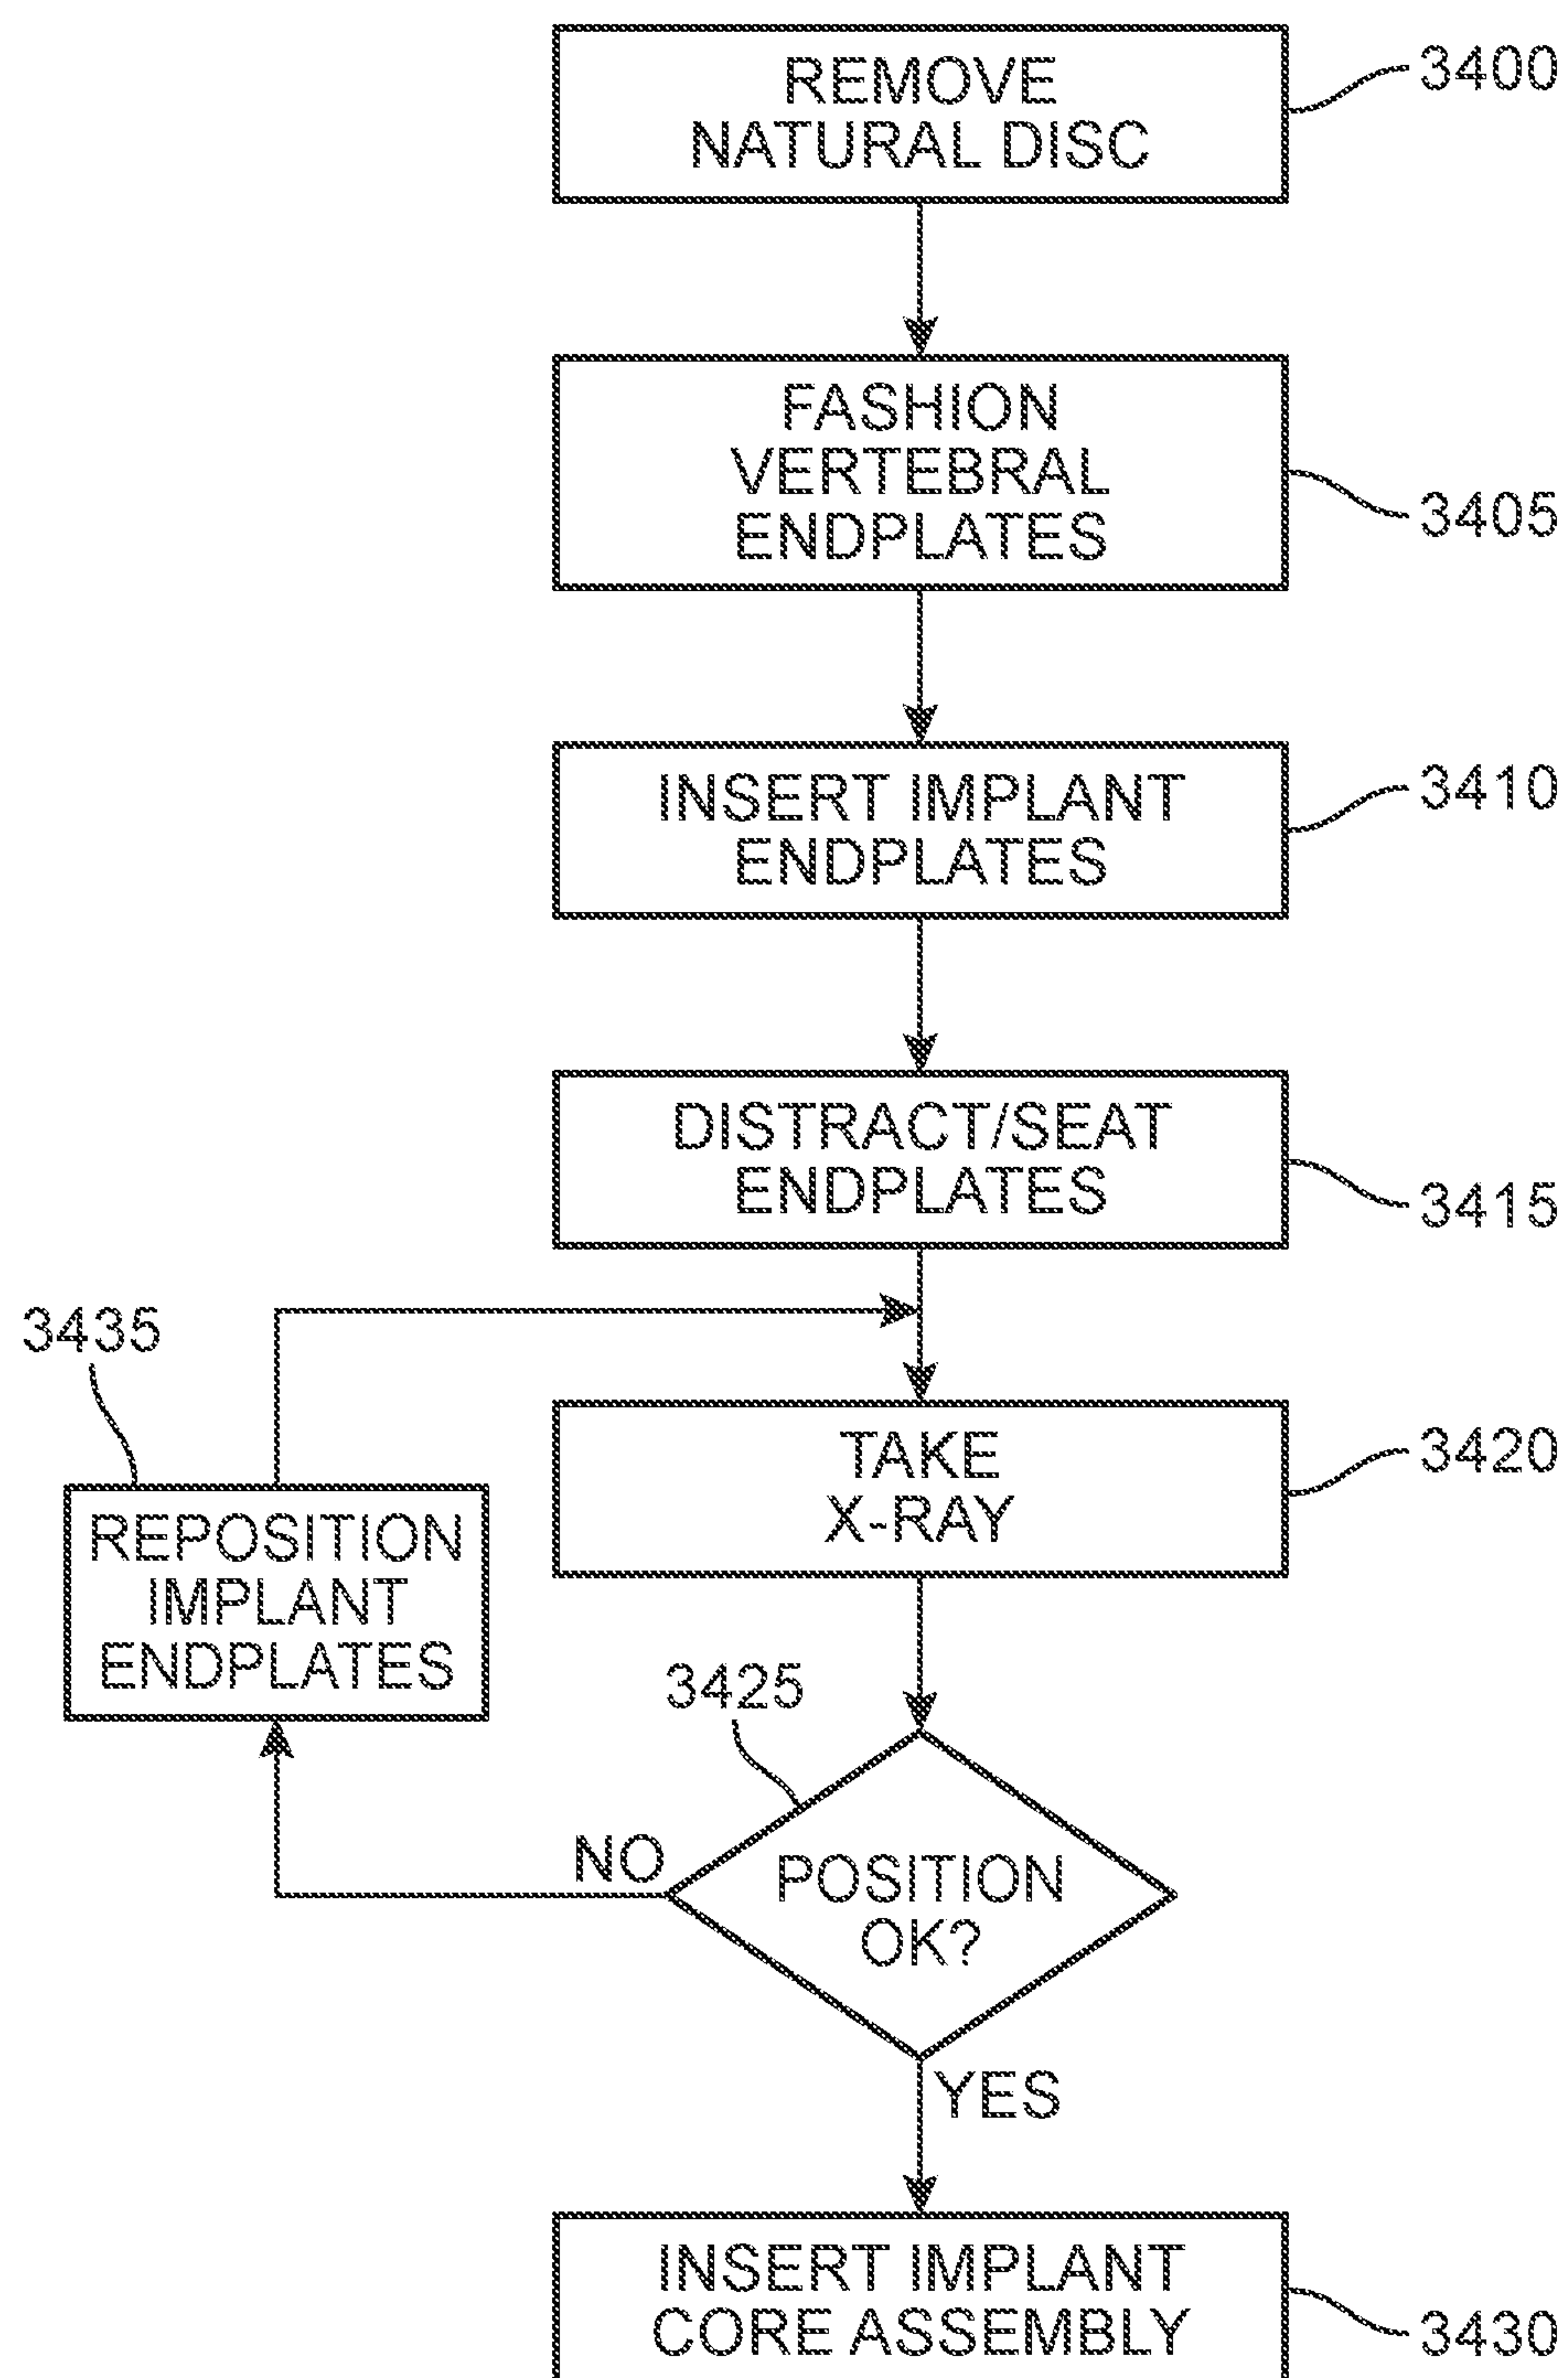 REMOVE
NATURAL DISC
3400
FASHION
VERTEBRAL
ENDPLATES
3405
INSERT IMPLANT
ENDPLATES
3410
DISTRACT/SEAT
ENDPLATES
3415
3435
REPOSITION
IMPLANT
ENDPLATES
TAKE
X-RAY
3420
3425
NO
POSITION
OK?
YES
INSERT IMPLANT
CORE ASSEMBLY
3430